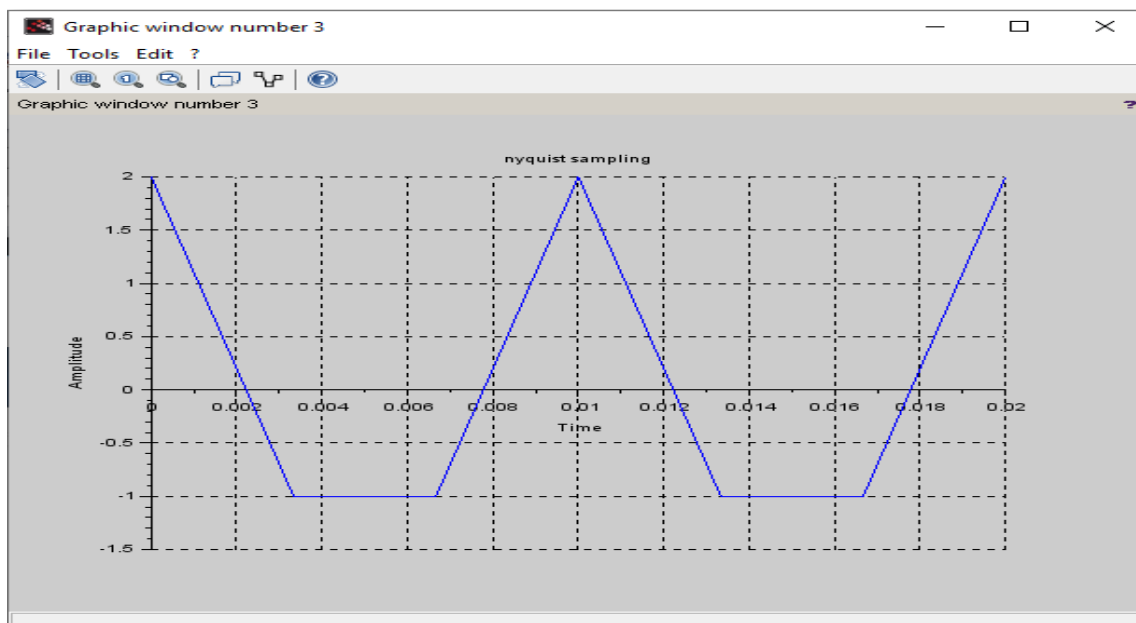 Graphic window number 3
File Tools Edit ?
Graphic window number 3 ?
nyquist sampling
2
1.5
1
0.5
Amplitude
0
0 0.002 0.004 0.006 0.008 0.01 0.012 0.014 0.016 0.018 0.02
Time
-0.5
-1
-1.5